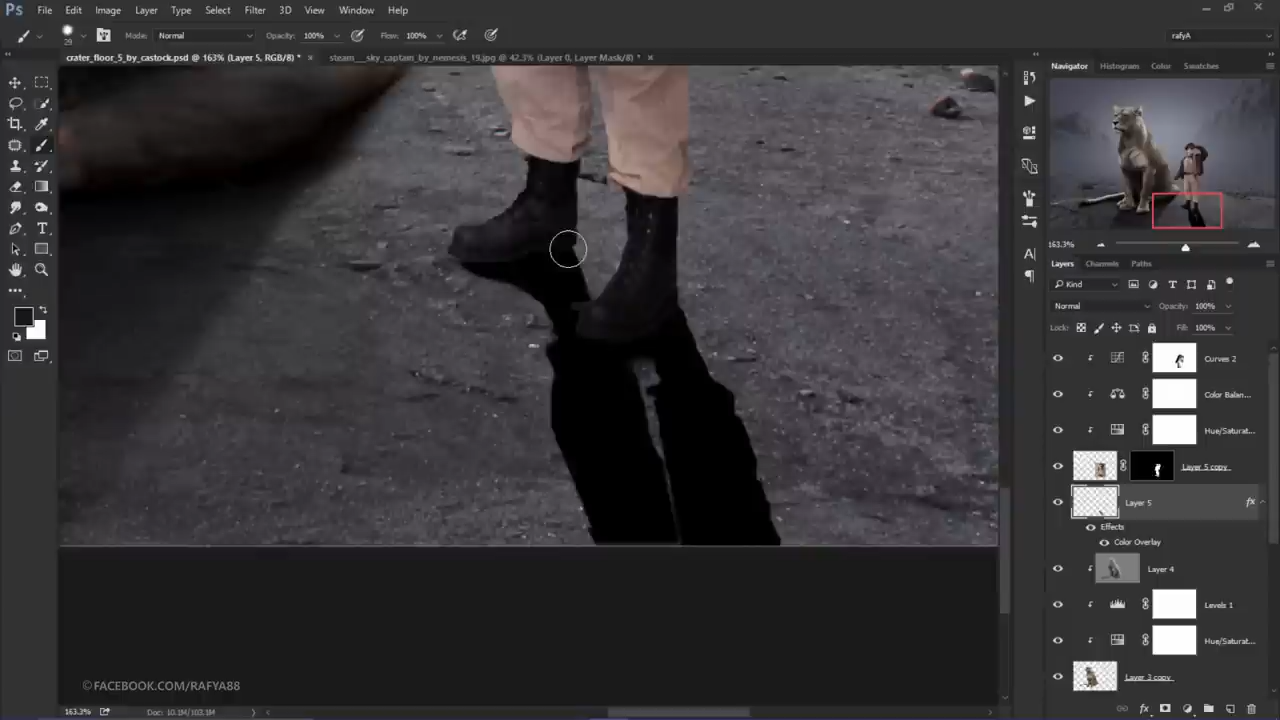 Ps File Edit Image Layer Type Select Filter 3D View Window Help
29 Mode: Normal Opacity: 100% Flow: 100% rafyA
crater_floor_5_by_castock.psd @ 163% (Layer 5, RGB/8) * × steam__sky_captain_by_nemesis_19.jpg @ 42.3% (Layer 0, Layer Mask/8) * ×
Navigator Histogram Color Swatches
163.3%
Layers Channels Paths
Kind
Normal Opacity: 100%
Lock: Fill: 100%
Curves 2
Color Balan...
Hue/Saturat...
Layer 5 copy
Layer 5 fx
Effects
Color Overlay
Layer 4
Levels 1
Hue/Saturat...
Layer 3 copy
©FACEBOOK.COM/RAFYA88
163.3% Doc: 10.1M/103.1M